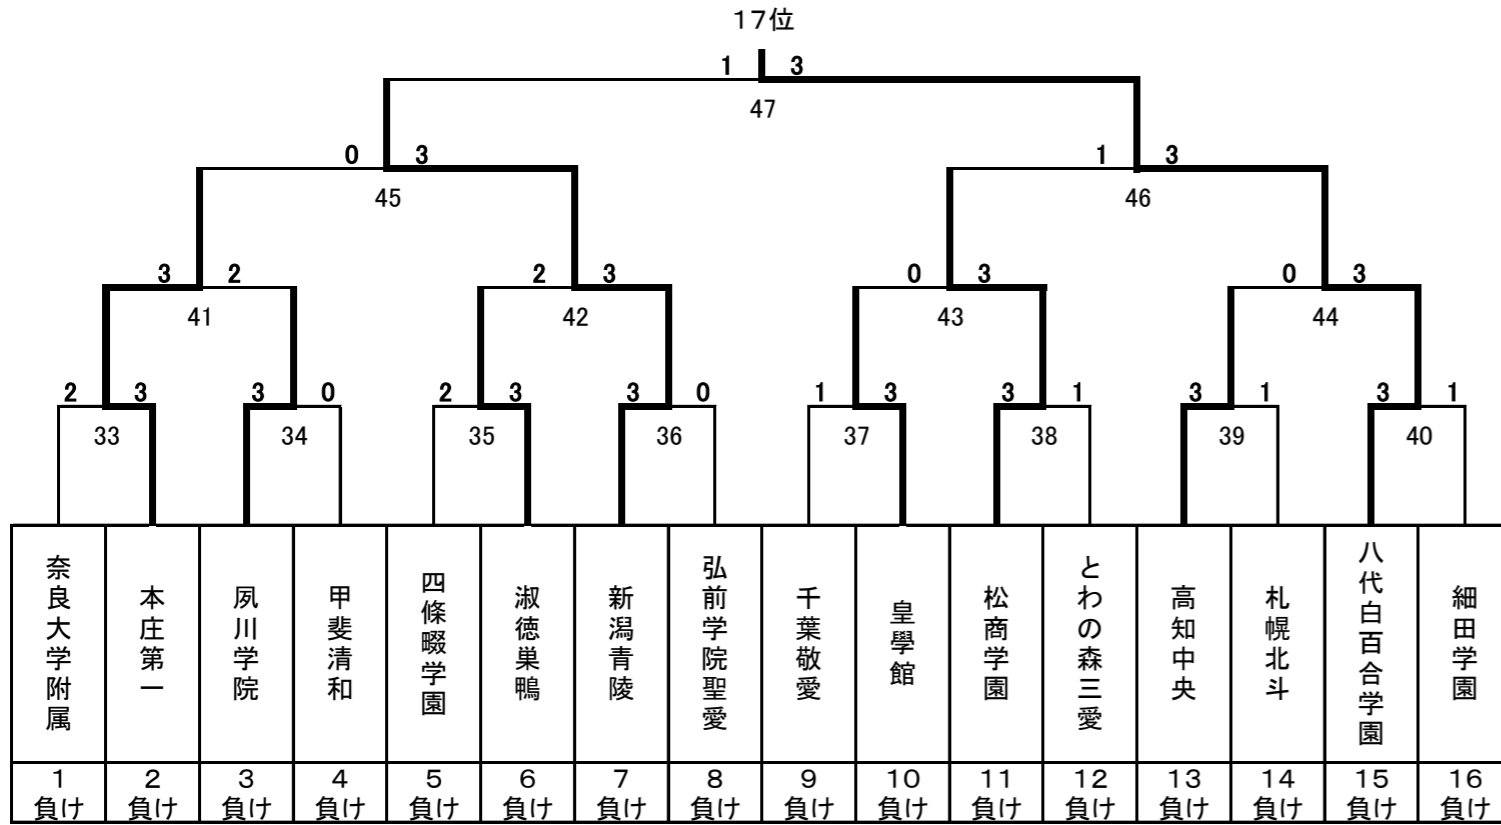 17位
1 3
47
0 3 1 3
45 46
3 2 2 3 0 3 0 3
41 42 43 44
2 3 3 0 2 3 3 0 1 3 3 1 3 1 3 1
33 34 35 36 37 38 39 40
奈良大学附属
本庄第一
夙川学院
甲斐清和
四條畷学園
淑徳巣鴨
新潟青陵
弘前学院聖愛
千葉敬愛
皇學館
松商学園
とわの森三愛
高知中央
札幌北斗
八代白百合学園
細田学園
1 2 3 4 5 6 7 8 9 10 11 12 13 14 15 16
負け 負け 負け 負け 負け 負け 負け 負け 負け 負け 負け 負け 負け 負け 負け 負け